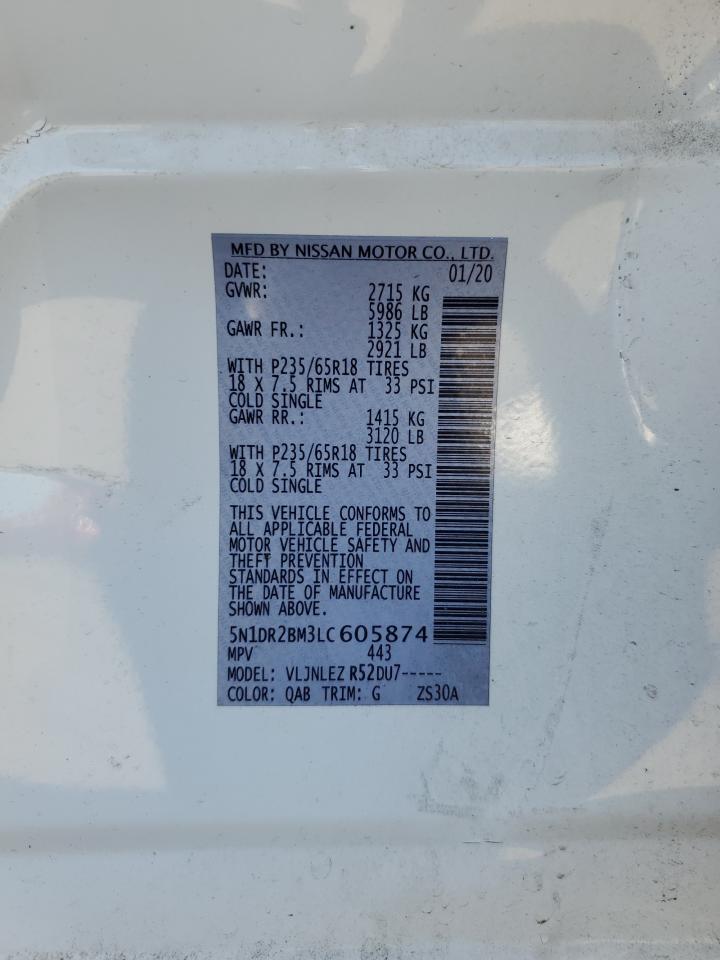 MFD BY NISSAN MOTOR CO., LTD.
DATE: 01/20
GVWR: 2715 KG
5986 LB
GAWR FR.: 1325 KG
2921 LB
WITH P235/65R18 TIRES
18 X 7.5 RIMS AT 33 PSI
COLD SINGLE
GAWR RR.: 1415 KG
3120 LB
WITH P235/65R18 TIRES
18 X 7.5 RIMS AT 33 PSI
COLD SINGLE
THIS VEHICLE CONFORMS TO
ALL APPLICABLE FEDERAL
MOTOR VEHICLE SAFETY AND
THEFT PREVENTION
STANDARDS IN EFFECT ON
THE DATE OF MANUFACTURE
SHOWN ABOVE.
5N1DR2BM3LC605874
MPV 443
MODEL: VLJNLEZ R52DU7-----
COLOR: QAB TRIM: G ZS30A